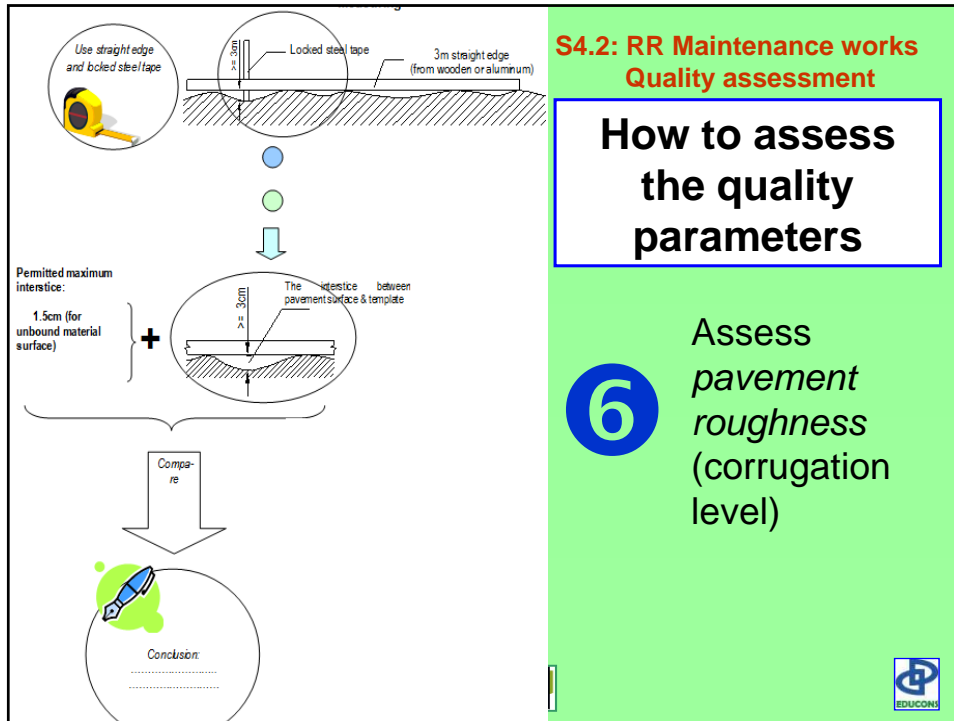 Use straight edge
and locked steel tape
>= 3cm
Locked steel tape
3m straight edge
(from wooden or aluminum)
Permitted maximum
interstice:
1.5cm (for
unbound material
surface)
+
>= 3cm
The interstice between
pavement surface & template
Compa-
re
Conclusion:
................................
................................
S4.2: RR Maintenance works
Quality assessment
How to assess
the quality
parameters
6
Assess
pavement
roughness
(corrugation
level)
EDUCONS